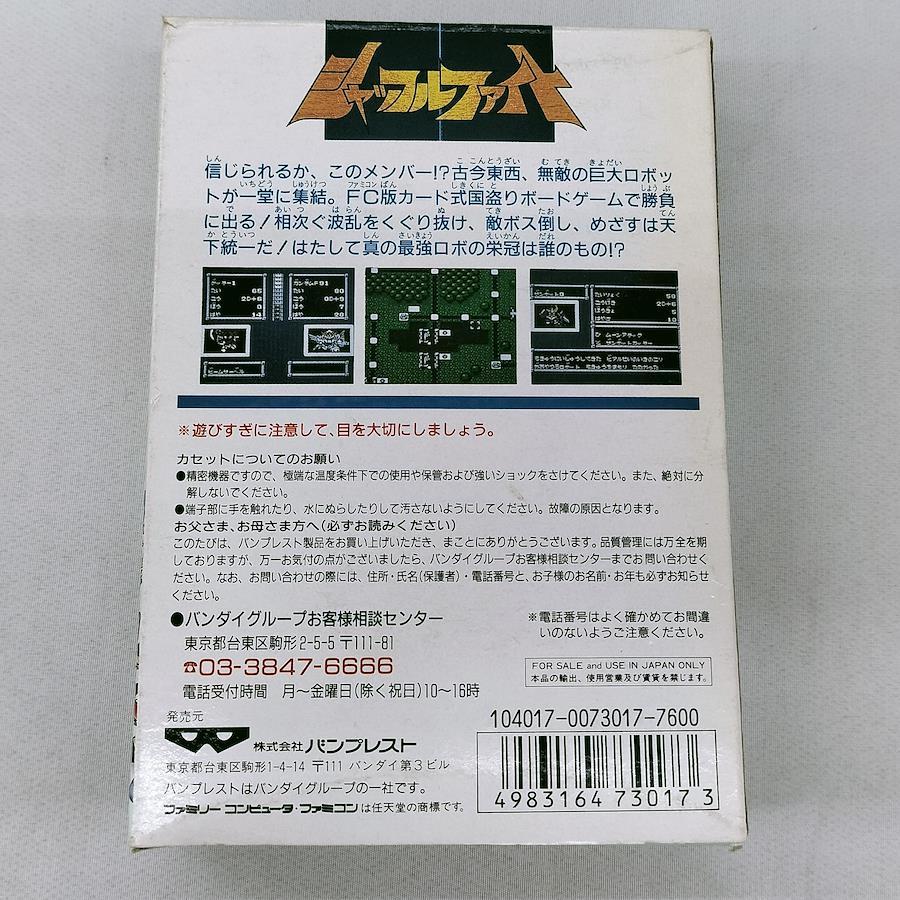 シャッフルファイト
信じられるか、このメンバー!?古今東西、無敵の巨大ロボッ
トが一堂に集結。FC版カード式国盗りボードゲームで勝負
に出る!相次ぐ波乱をくぐり抜け、敵ボス倒し、めざすは天
下統一だ!はたして真の最強ロボの栄冠は誰のもの!?
ゲッター1
ガンダムF91
ビームサーベル
※遊びすぎに注意して、目を大切にしましょう。
カセットについてのお願い
●精密機器ですので、極端な温度条件下での使用や保管および強いショックをさけてください。また、絶対に分
解しないでください。
●端子部に手を触れたり、水にぬらしたりして汚さないようにしてください。故障の原因となります。
お父さま、お母さま方へ(必ずお読みください)
このたびは、バンプレスト製品をお買い上げいただき、まことにありがとうございます。品質管理には万全を期
しておりますが、万一お気付の点がございましたら、バンダイグループお客様相談センターまでお問い合わせくだ
さい。なお、お問い合わせの際には、住所・氏名(保護者)・電話番号と、お子様のお名前・お年も必ずお知らせ
ください。
●バンダイグループお客様相談センター
東京都台東区駒形2-5-5 〒111-81
☎03-3847-6666
電話受付時間 月〜金曜日(除く祝日)10〜16時
※電話番号はよく確かめてお間違
いのないようご注意ください。
FOR SALE and USE IN JAPAN ONLY
本品の輸出、使用営業及び賃貸を禁じます。
発売元
株式会社バンプレスト
東京都台東区駒形1-4-14 〒111 バンダイ第3ビル
バンプレストはバンダイグループの一社です。
ファミリーコンピュータ・ファミコンは任天堂の商標です。
104017-0073017-7600
4983164 730173